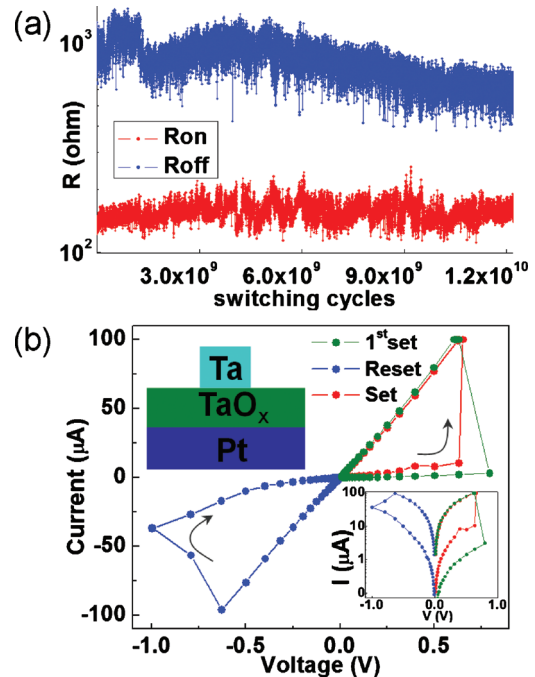 (a)
10³
R (ohm)
10²
Ron
Roff
3.0x10⁹
6.0x10⁹
9.0x10⁹
1.2x10¹⁰
switching cycles
(b)
100
50
0
-50
-100
Current (μA)
Ta
TaOₓ
Pt
1ˢᵗ set
Reset
Set
100
10
1
0
I (μA)
-1.0
0.0
1.0
V (V)
-1.0
-0.5
0.0
0.5
Voltage (V)